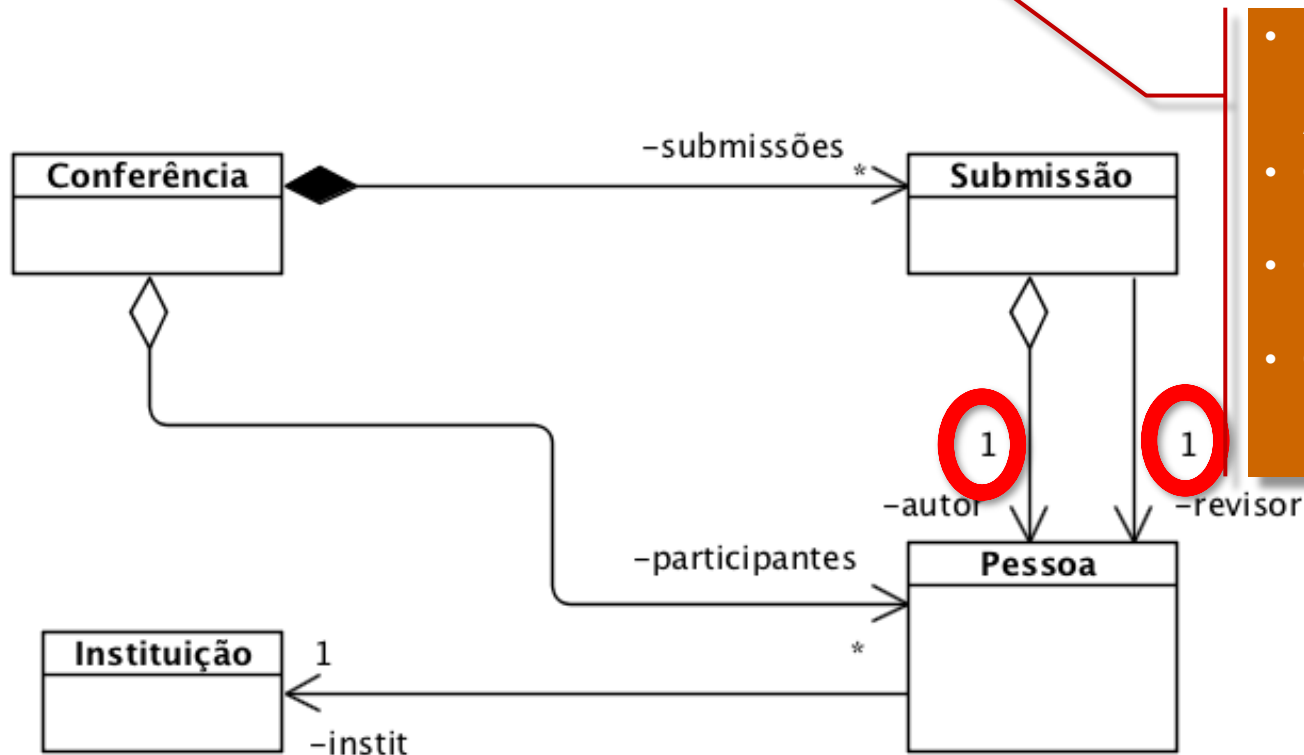 -submissões
*
Conferência
Submissão
1
1
-autor
-revisor
-participantes
Pessoa
*
Instituição
1
-instit